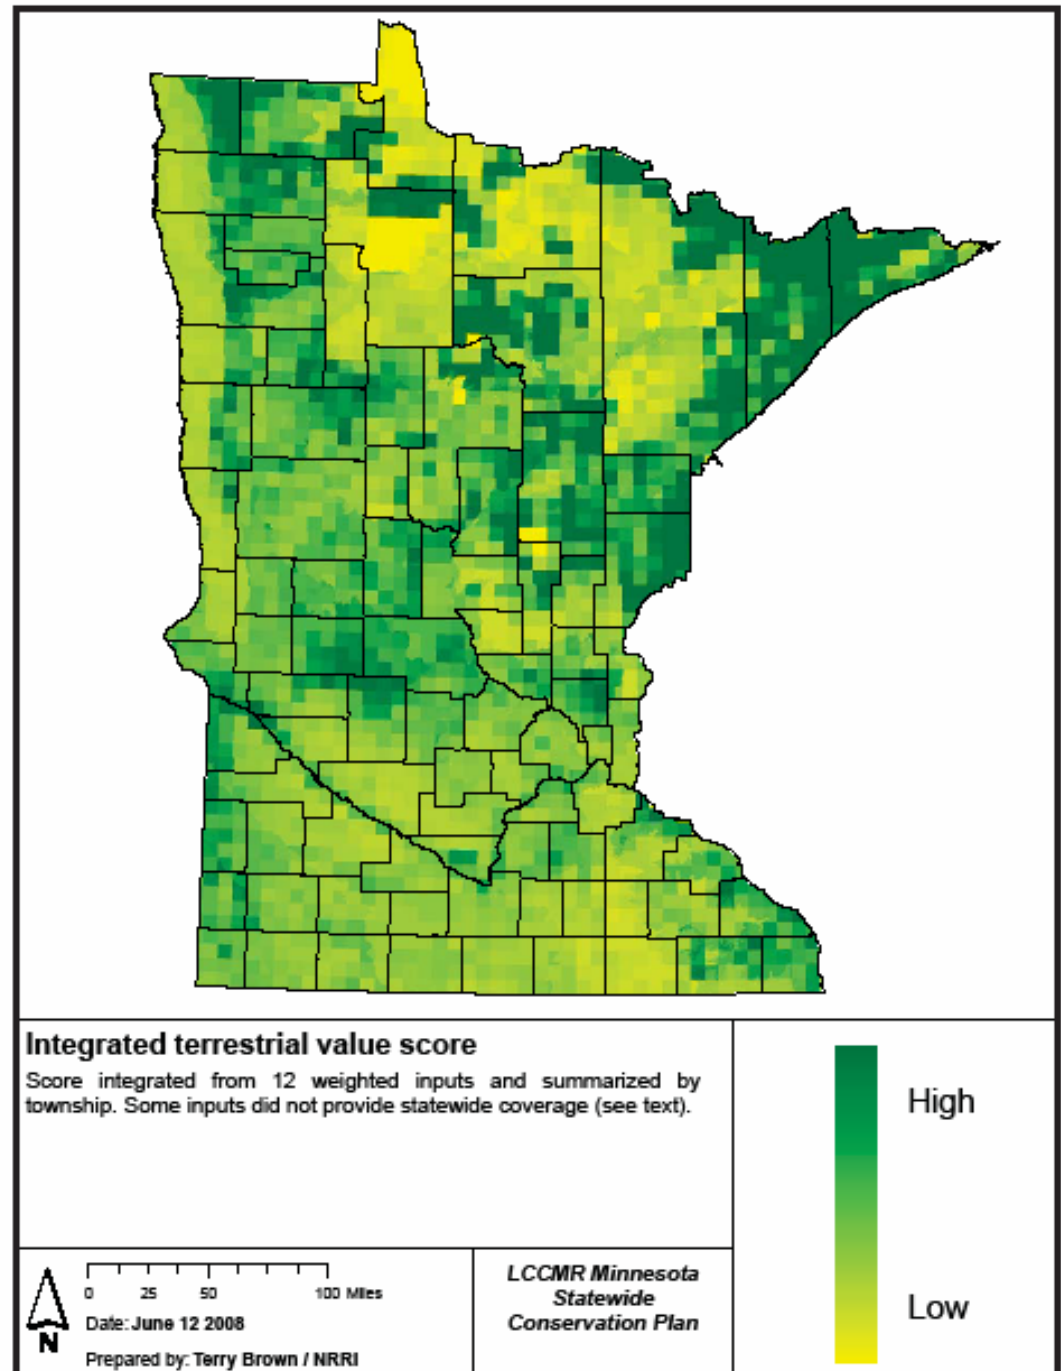 Integrated terrestrial value score
Score integrated from 12 weighted inputs and summarized by
township. Some inputs did not provide statewide coverage (see text).
High
Low
N
0 25 50 100 Miles
Date: June 12 2008
Prepared by: Terry Brown / NRRI
LCCMR Minnesota
Statewide
Conservation Plan